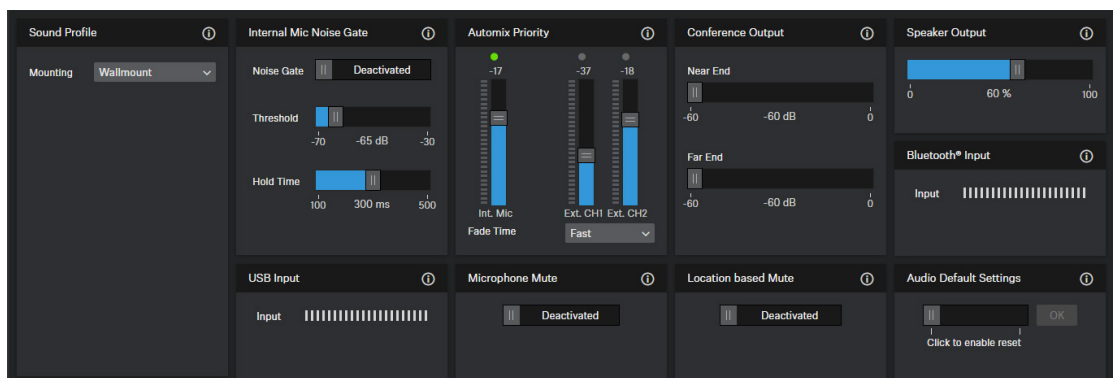 Sound Profile
Mounting
Wallmount
Internal Mic Noise Gate
Noise Gate
Deactivated
Threshold
-70
-65 dB
-30
Hold Time
100
300 ms
500
Automix Priority
-17
-37
-18
Int. Mic
Ext. CH1
Ext. CH2
Fade Time
Fast
Conference Output
Near End
-60
-60 dB
0
Far End
-60
-60 dB
0
Speaker Output
0
60 %
100
Bluetooth® Input
Input
USB Input
Input
Microphone Mute
Deactivated
Location based Mute
Deactivated
Audio Default Settings
OK
Click to enable reset